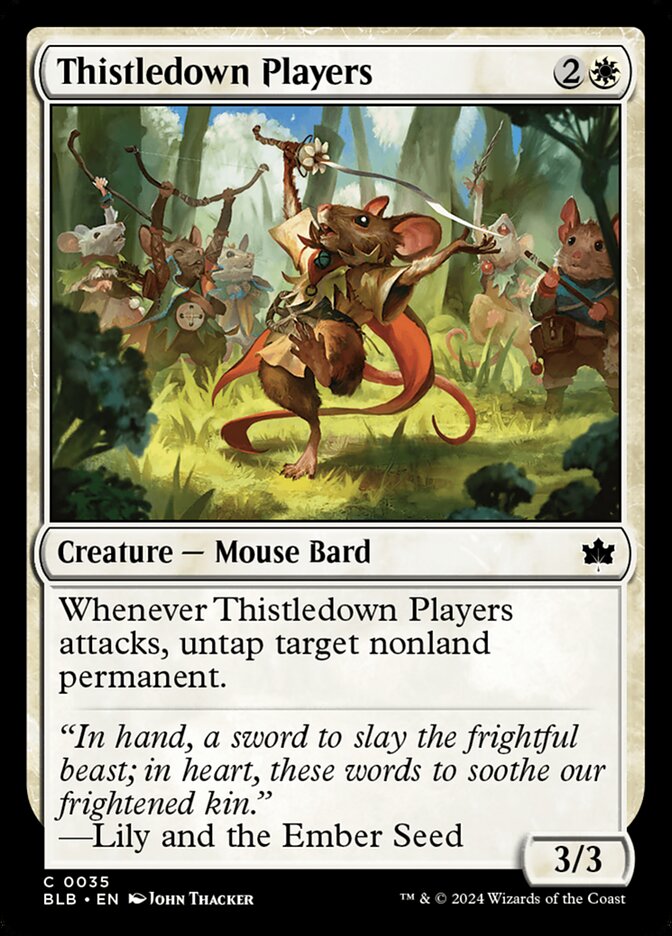 Thistledown Players
2
Creature — Mouse Bard
Whenever Thistledown Players
attacks, untap target nonland
permanent.
“In hand, a sword to slay the frightful
beast; in heart, these words to soothe our
frightened kin.”
—Lily and the Ember Seed
3/3
C 0035
BLB • EN John Thacker
™ & © 2024 Wizards of the Coast